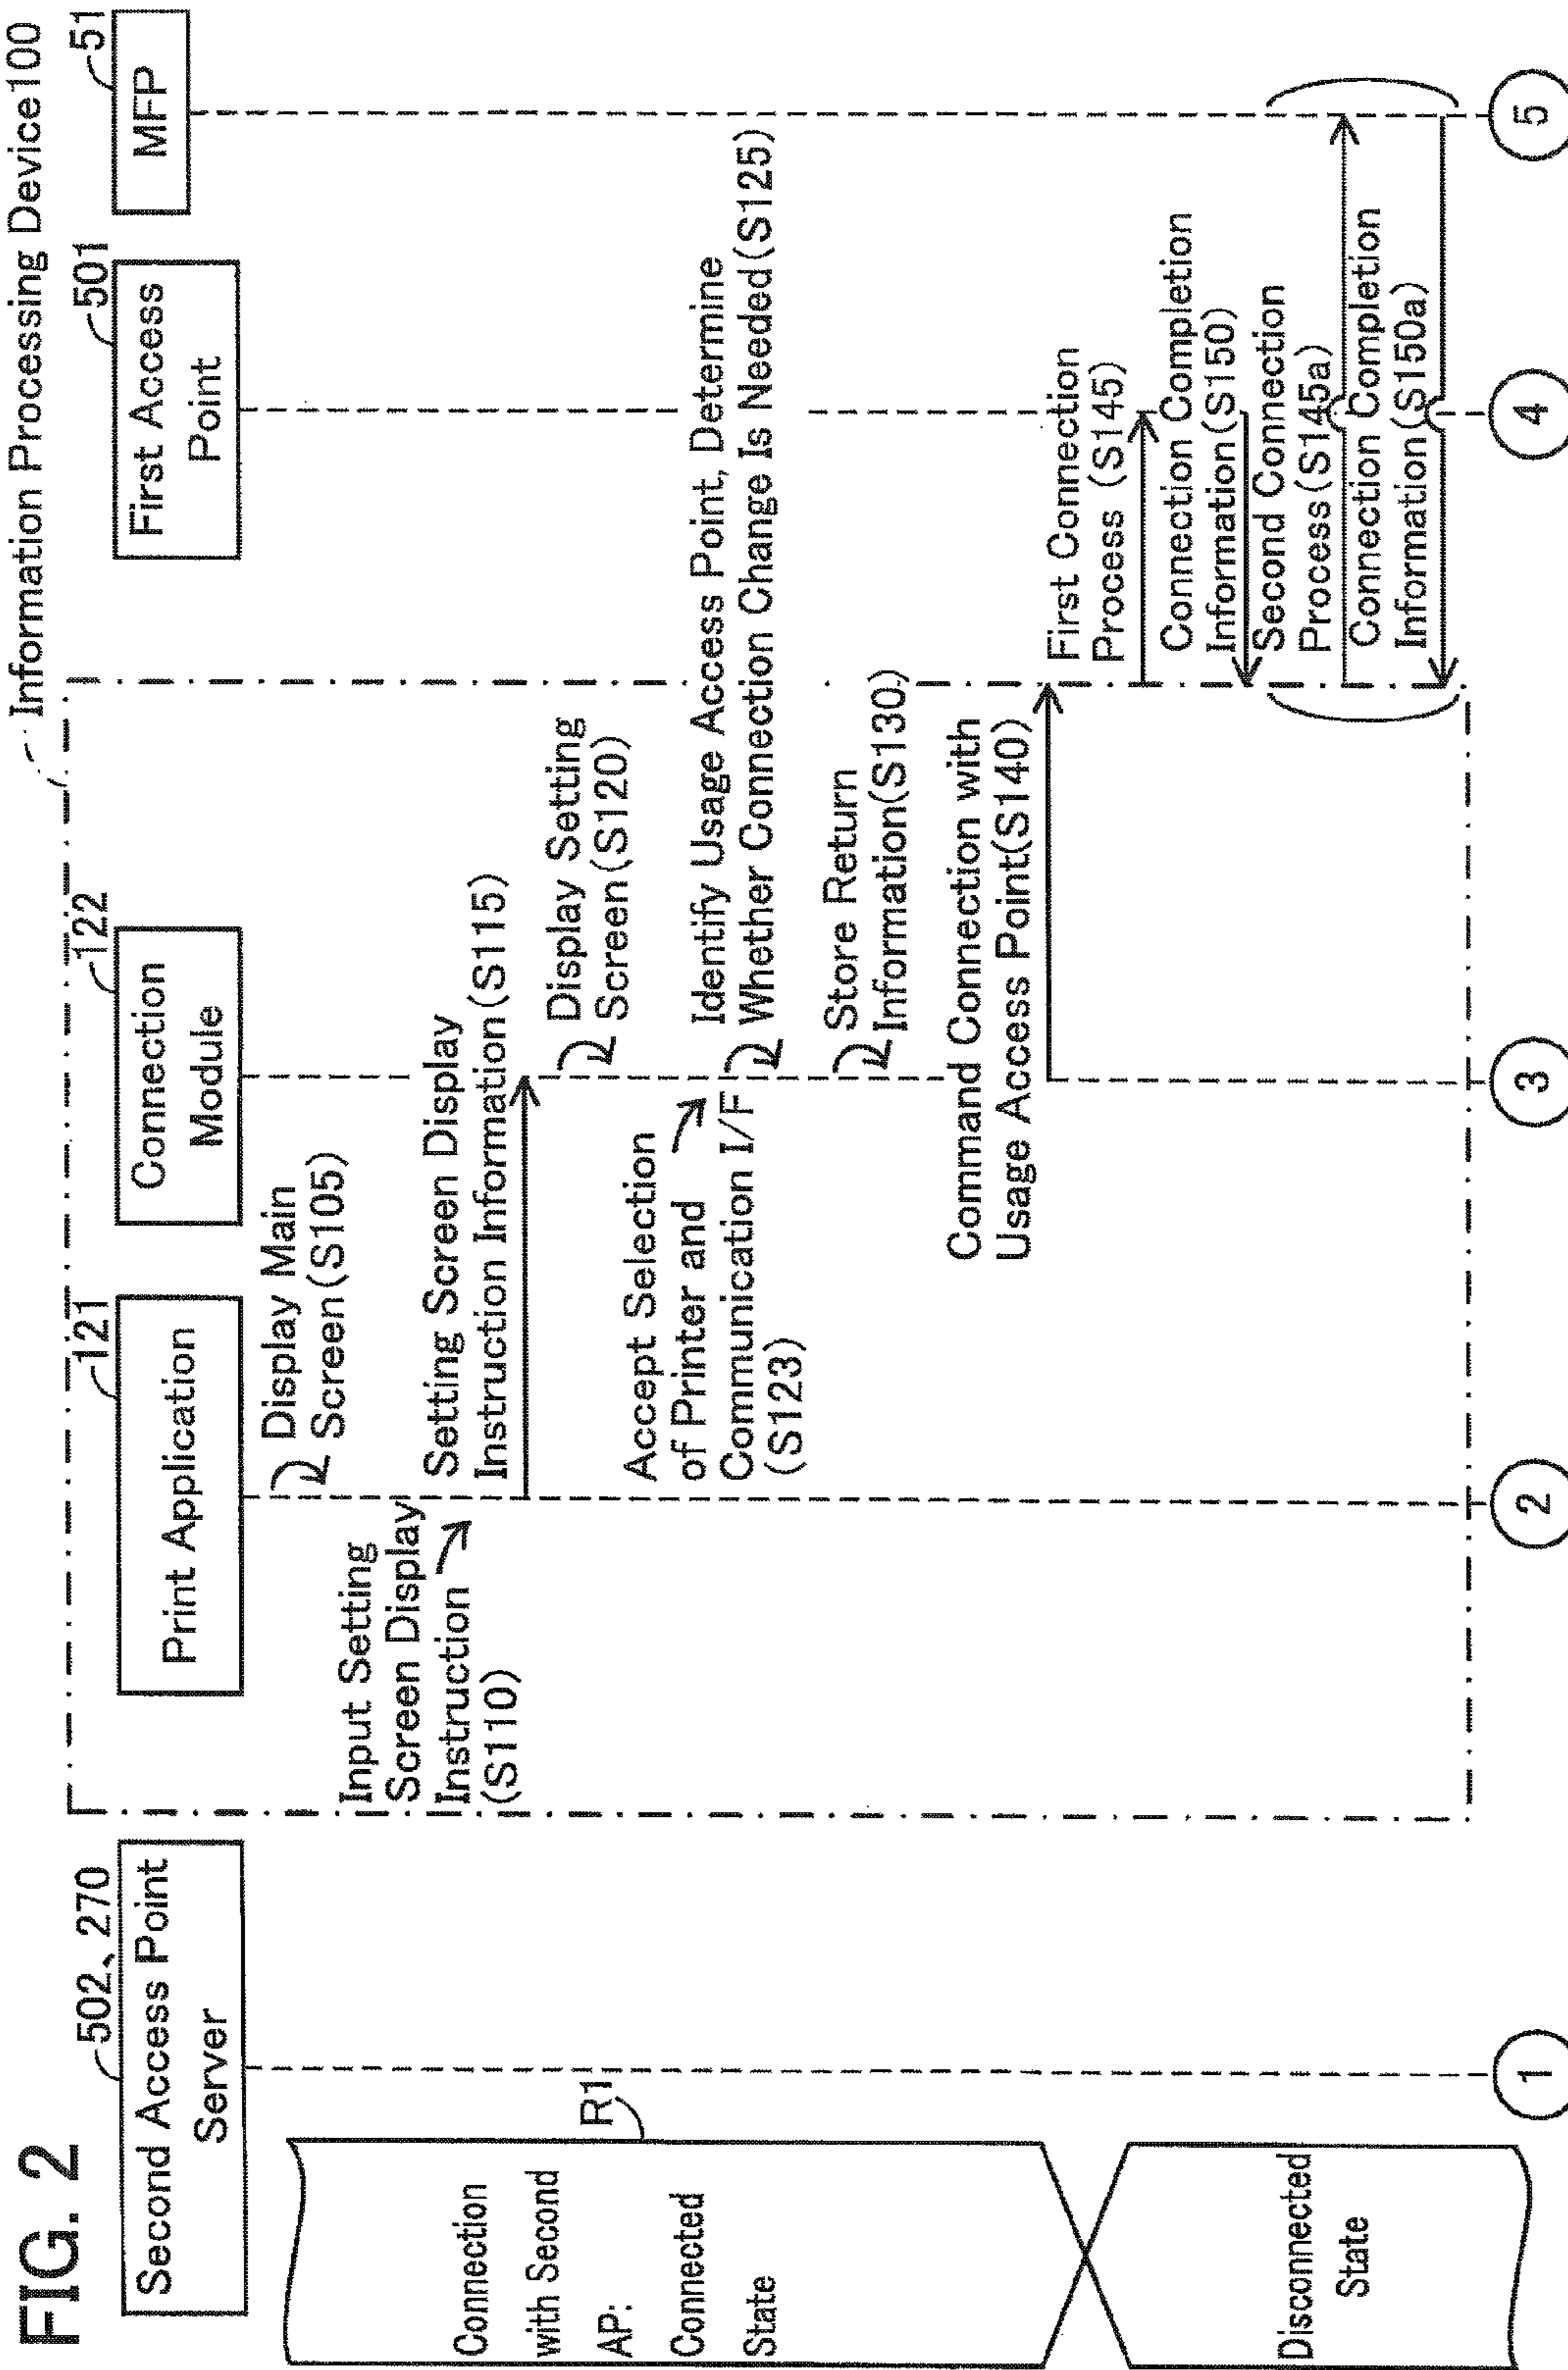 FIG. 2
Information Processing Device100
502、270
Second Access Point
Server
121
Print Application
122
Connection
Module
501
First Access
Point
51
MFP
Display Main
Screen(S105)
Input Setting
Screen Display
Instruction
(S110)
Setting Screen Display
Instruction Information(S115)
Display Setting
Screen(S120)
Accept Selection
of Printer and
Communication I/F
(S123)
Identify Usage Access Point, Determine
Whether Connection Change Is Needed(S125)
Store Return
Information(S130)
Command Connection with
Usage Access Point(S140)
First Connection
Process (S145)
Connection Completion
Information(S150)
Second Connection
Process(S145a)
Connection Completion
Information(S150a)
R1
Connection
with Second
AP:
Connected
State
Disconnected
State
1
2
3
4
5